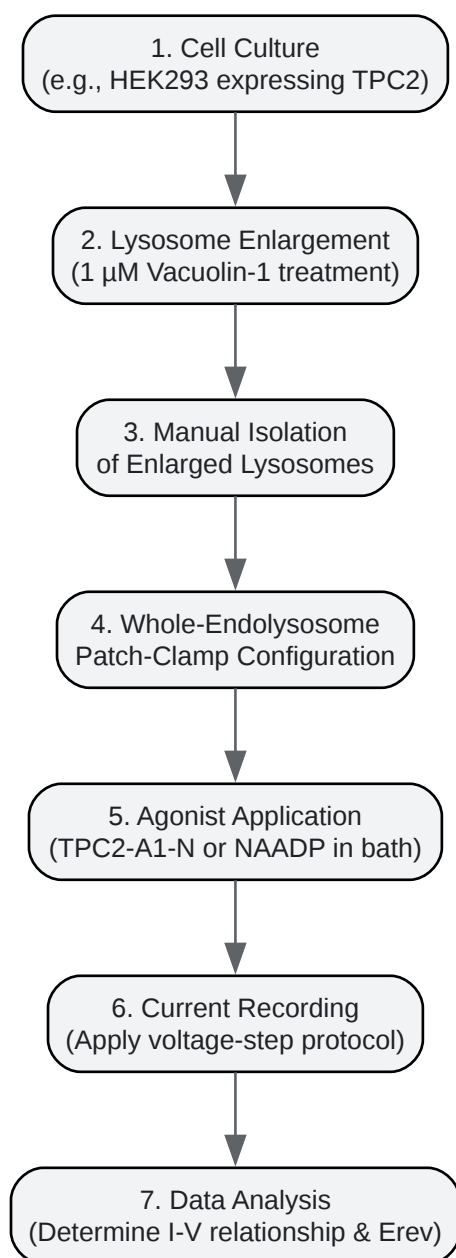 1. Cell Culture
(e.g., HEK293 expressing TPC2)
2. Lysosome Enlargement
(1 µM Vacuolin-1 treatment)
3. Manual Isolation
of Enlarged Lysosomes
4. Whole-Endolysosome
Patch-Clamp Configuration
5. Agonist Application
(TPC2-A1-N or NAADP in bath)
6. Current Recording
(Apply voltage-step protocol)
7. Data Analysis
(Determine I-V relationship & Erev)